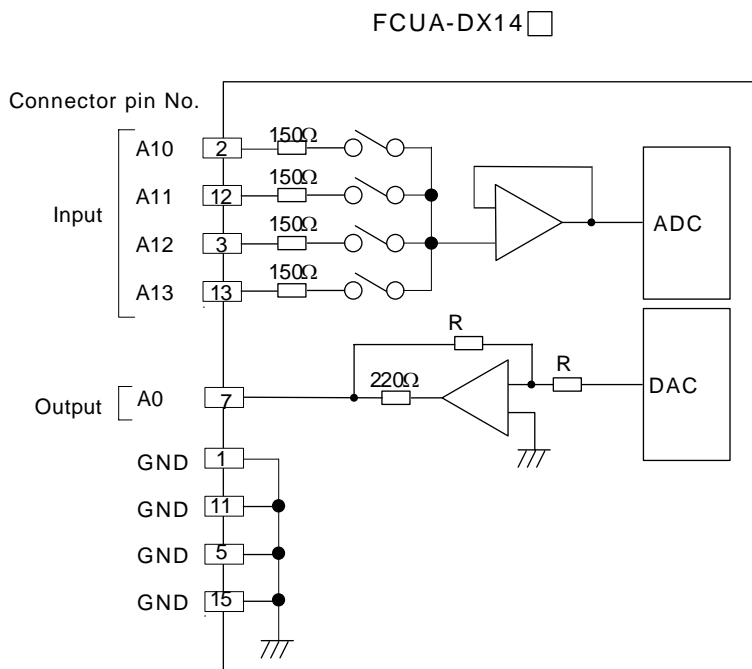 FCUA-DX14
Connector pin No.
Input
A10 2 150Ω
A11 12 150Ω
A12 3 150Ω
A13 13 150Ω
ADC
Output
A0 7 220Ω R R DAC
GND 1
GND 11
GND 5
GND 15